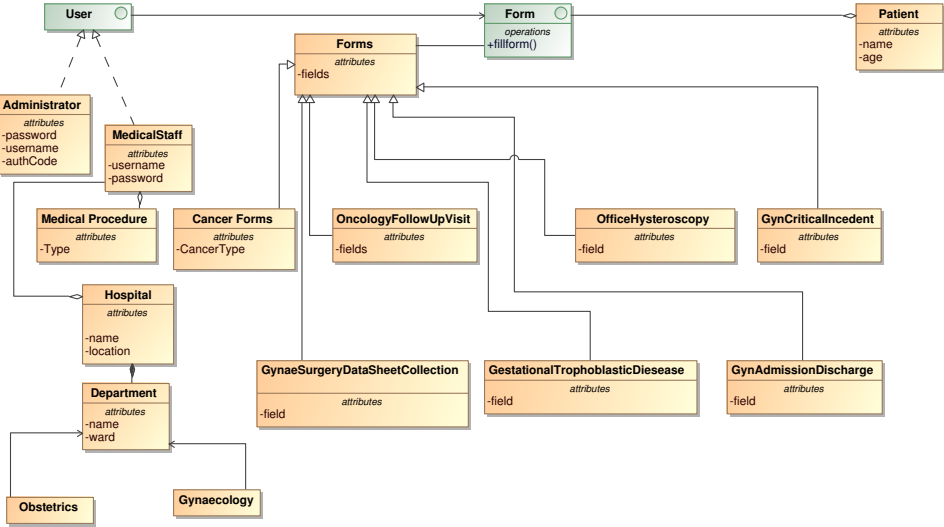 User
Form
operations
+fillform()
Patient
attributes
-name
-age
Forms
attributes
-fields
Administrator
attributes
-password
-username
-authCode
MedicalStaff
attributes
-username
-password
Medical Procedure
attributes
-Type
Cancer Forms
attributes
-CancerType
OncologyFollowUpVisit
attributes
-fields
OfficeHysteroscopy
attributes
-field
GynCriticalIncedent
attributes
-field
Hospital
attributes
-name
-location
GynaeSurgeryDataSheetCollection
attributes
-field
GestationalTrophoblasticDiesease
attributes
-field
GynAdmissionDischarge
attributes
-field
Department
attributes
-name
-ward
Obstetrics
Gynaecology